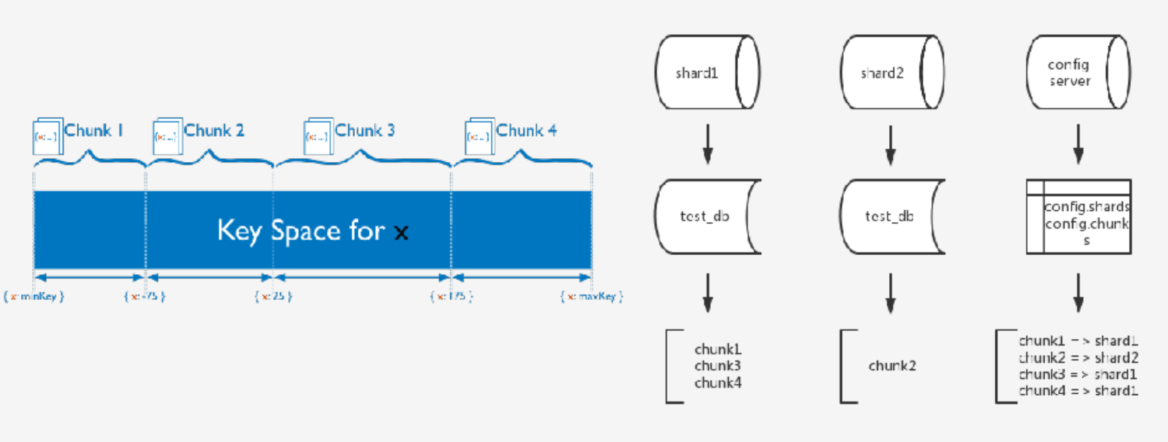 Chunk 1
Chunk 2
Chunk 3
Chunk 4
{x:...}
{x:...}
{x:...}
{x:...}
Key Space for x
{ x: minKey }
{ x: -75 }
{ x: 25 }
{ x: 175 }
{ x: maxKey }
shard1
test_db
chunk1
chunk3
chunk4
shard2
test_db
chunk2
config
server
config.shards
config.chunk
s
chunk1 => shard1
chunk2 => shard2
chunk3 => shard1
chunk4 => shard1